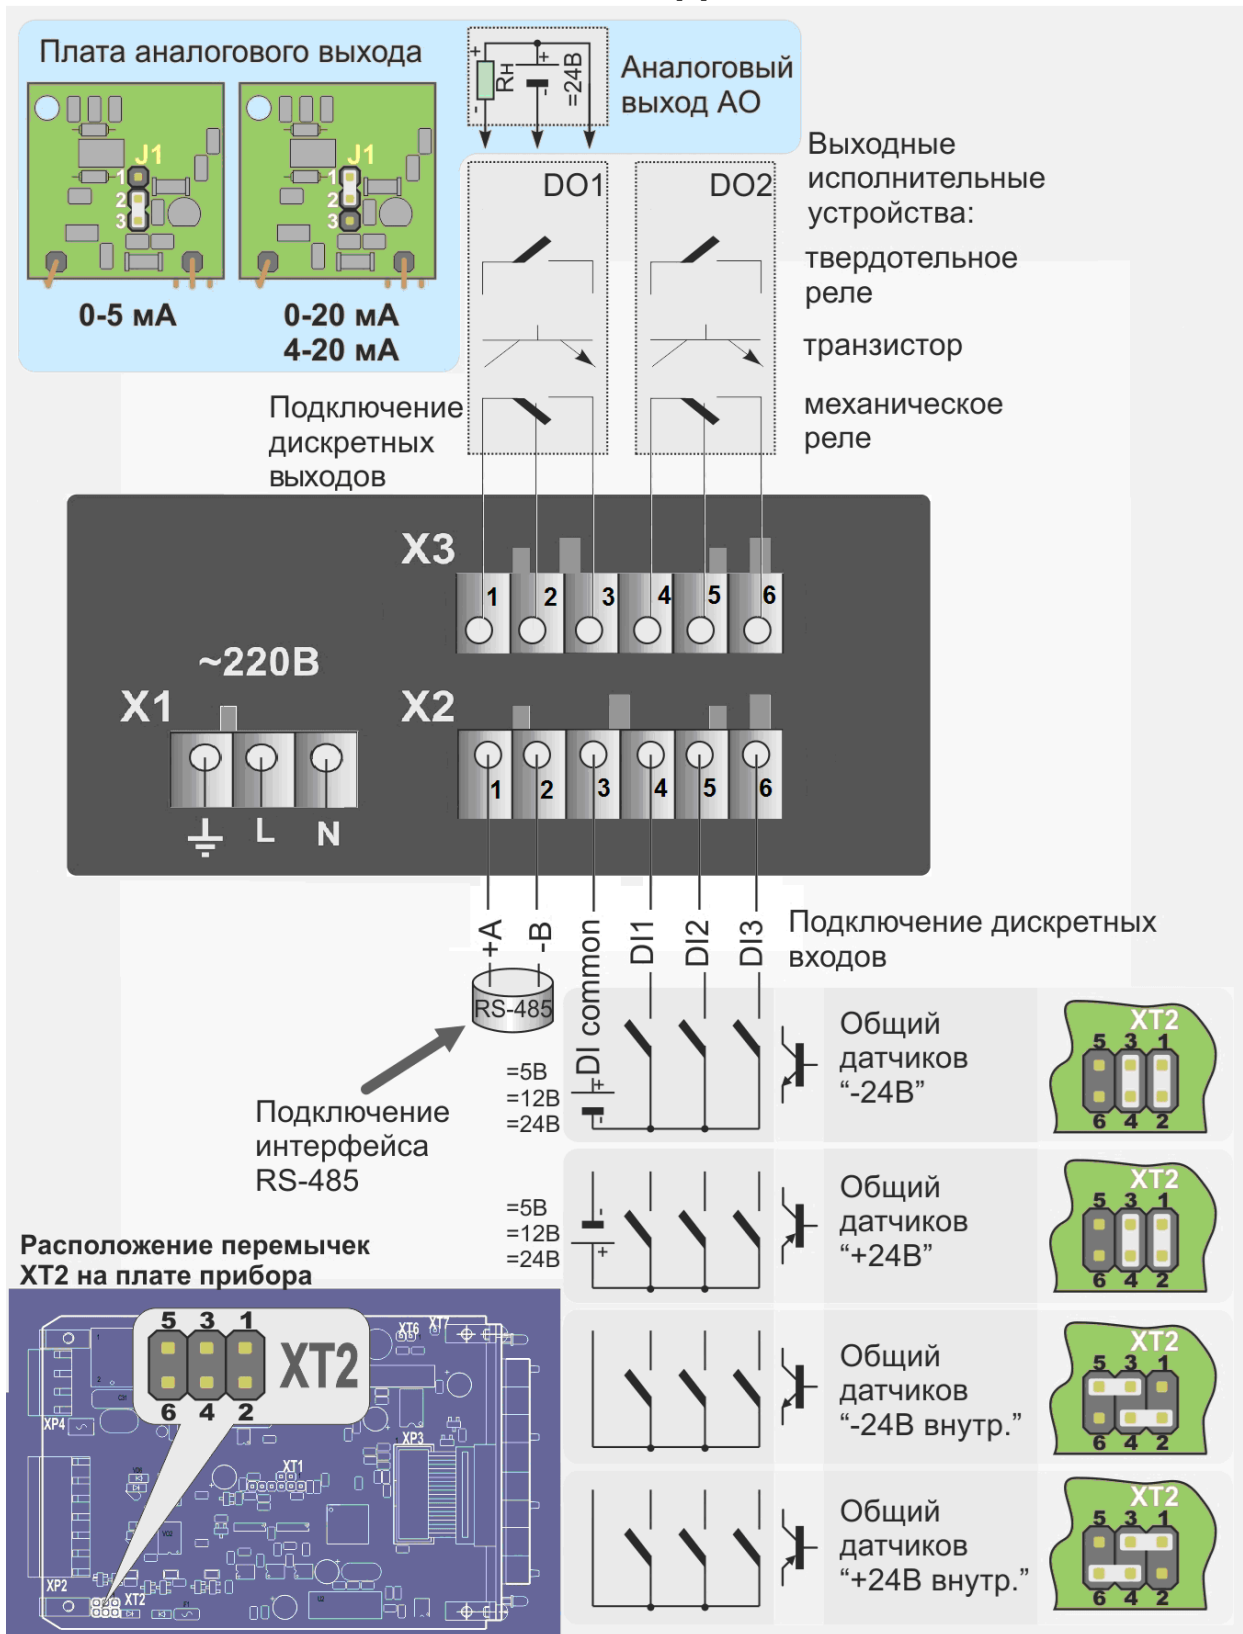 Плата аналогового выхода
J1
1
2
3
0-5 мА
J1
1
2
3
0-20 мА
4-20 мА
+
-
Rн
+
-
=24В
Аналоговый
выход АО
DO1
DO2
Выходные
исполнительные
устройства:
твердотельное
реле
транзистор
механическое
реле
Подключение
дискретных
выходов
X3
1 2 3 4 5 6
~220В
X1
L N
X2
1 2 3 4 5 6
+A
-B
DI common
DI1
DI2
DI3
Подключение дискретных
входов
RS-485
Подключение
интерфейса
RS-485
=5В
=12В
=24В
+
-
Общий
датчиков
“-24В”
XT2
5 3 1
6 4 2
=5В
=12В
=24В
-
+
Общий
датчиков
“+24В”
XT2
5 3 1
6 4 2
Общий
датчиков
“-24В внутр.”
XT2
5 3 1
6 4 2
Общий
датчиков
“+24В внутр.”
XT2
5 3 1
6 4 2
Расположение перемычек
XT2 на плате прибора
5 3 1
XT2
6 4 2
XT6
XT7
XP4
XP3
XT1
XP2
XT2